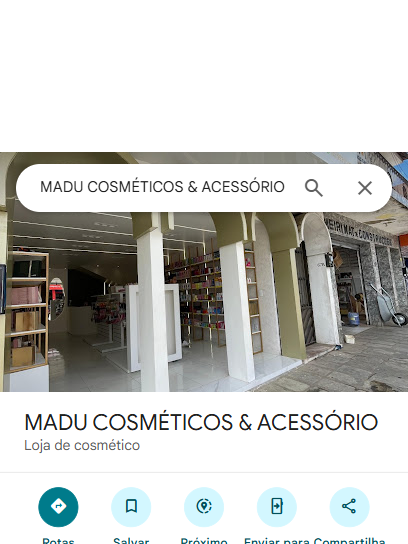 MADU COSMÉTICOS & ACESSÓRIO
MADU COSMÉTICOS & ACESSÓRIO
Loja de cosmético
Rotas
Salvar
Próximo
Enviar para
Compartilha